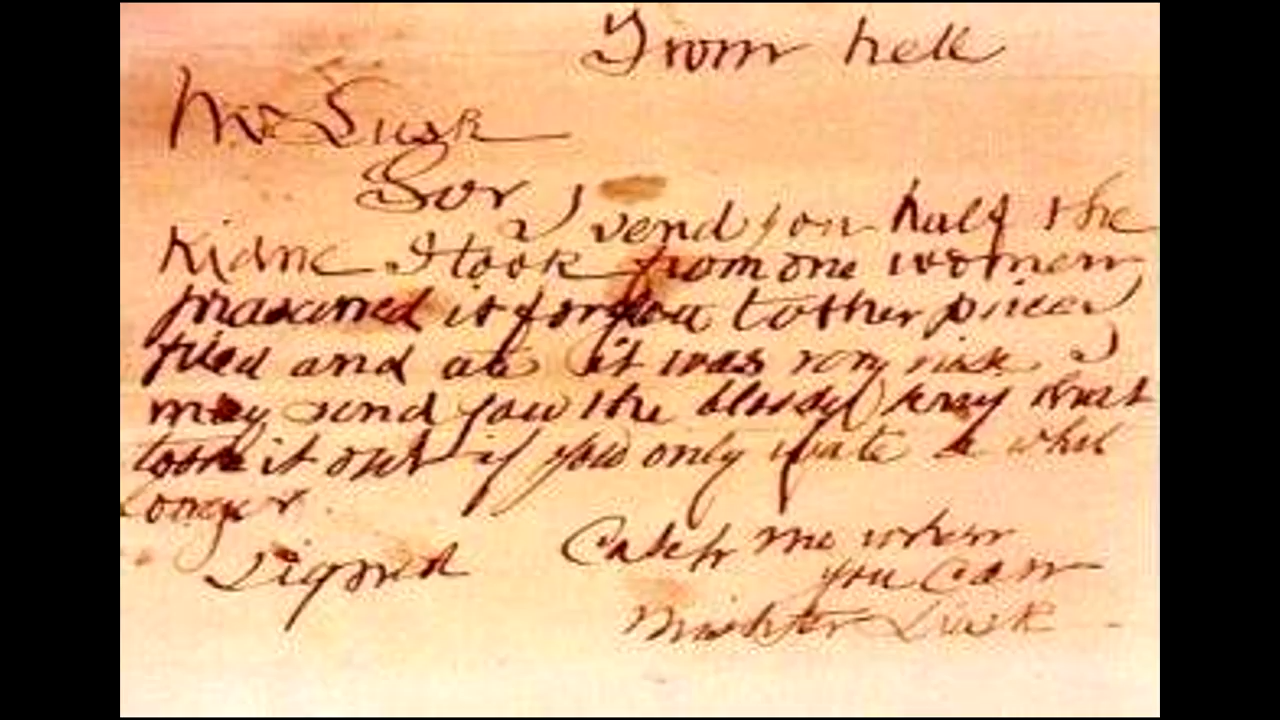 From hell
Mr Lusk
Sor
I send you half the
Kidne I took from one women
prasarved it for you tother piece I
fried and ate it was very nise I
may send you the bloody knif that
took it out if you only wate a whil
longer.
Signed Catch me when
you can
Mishter Lusk